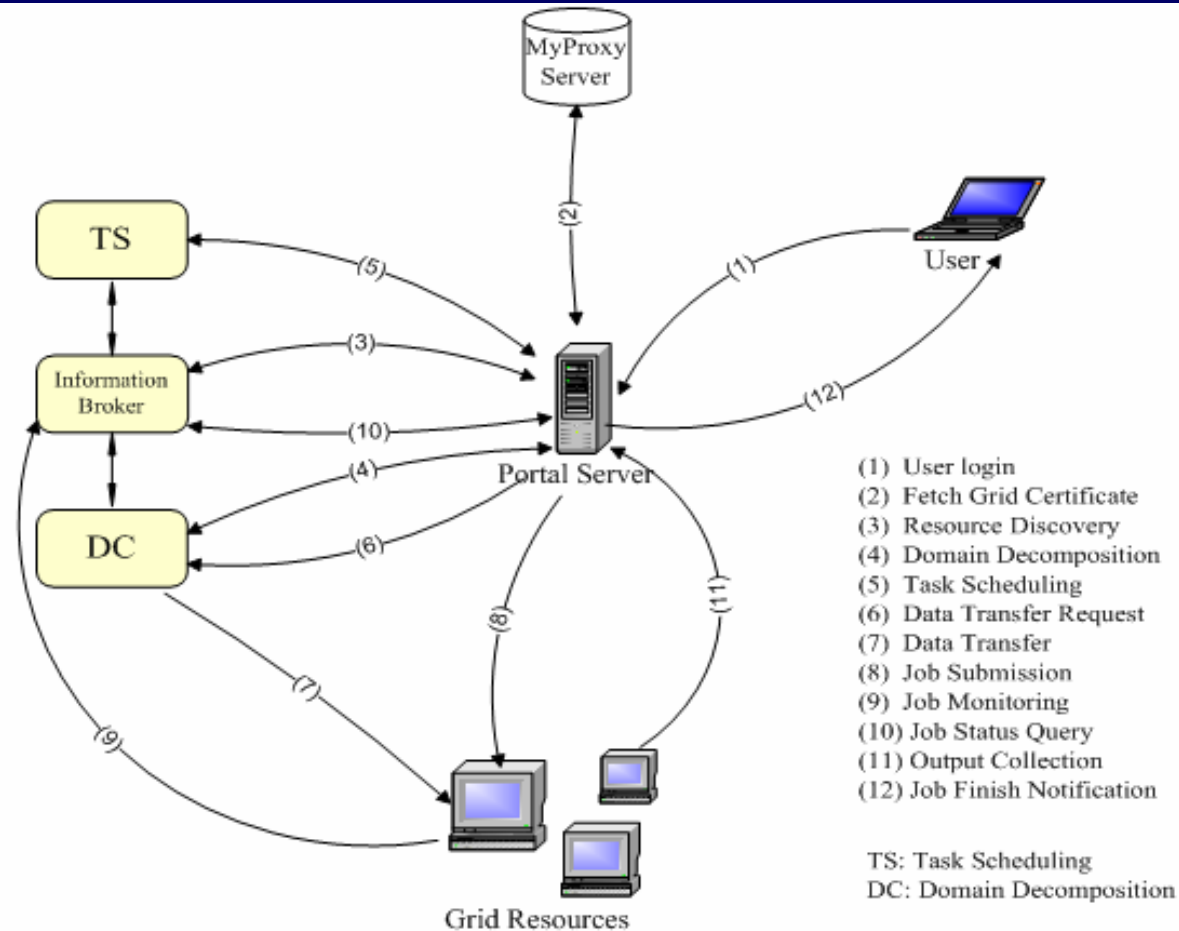 MyProxy
Server
(2)
TS
(5)
User
(1)
(3)
Information
Broker
(10)
(12)
(4)
Portal Server
DC
(6)
(8)
(11)
(7)
(9)
Grid Resources
(1) User login
(2) Fetch Grid Certificate
(3) Resource Discovery
(4) Domain Decomposition
(5) Task Scheduling
(6) Data Transfer Request
(7) Data Transfer
(8) Job Submission
(9) Job Monitoring
(10) Job Status Query
(11) Output Collection
(12) Job Finish Notification
TS: Task Scheduling
DC: Domain Decomposition